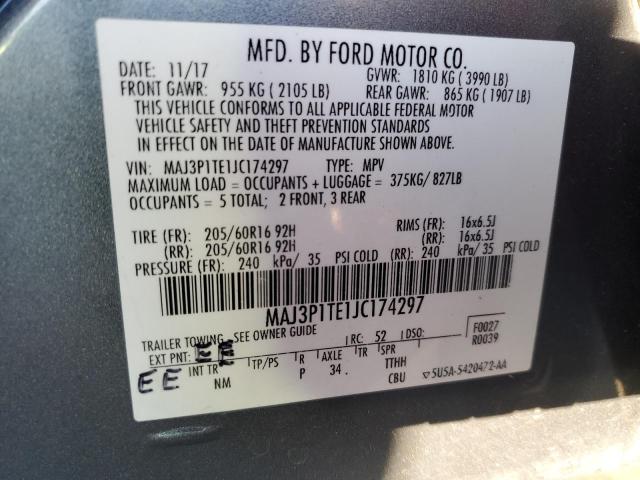 MFD. BY FORD MOTOR CO.
DATE: 11/17 GVWR: 1810 KG ( 3990 LB)
FRONT GAWR: 955 KG ( 2105 LB) REAR GAWR: 865 KG ( 1907 LB)
THIS VEHICLE CONFORMS TO ALL APPLICABLE FEDERAL MOTOR
VEHICLE SAFETY AND THEFT PREVENTION STANDARDS
IN EFFECT ON THE DATE OF MANUFACTURE SHOWN ABOVE.
VIN: MAJ3P1TE1JC174297 TYPE: MPV
MAXIMUM LOAD = OCCUPANTS + LUGGAGE = 375KG/ 827LB
OCCUPANTS = 5 TOTAL; 2 FRONT, 3 REAR
TIRE (FR): 205/60R16 92H RIMS (FR): 16x6.5J
(RR): 205/60R16 92H (RR): 16x6.5J
PRESSURE (FR): 240 kPa/ 35 PSI COLD (RR): 240 kPa/ 35 PSI COLD
MAJ3P1TE1JC174297
TRAILER TOWING SEE OWNER GUIDE RC: 52 DSO: F0027
EXT PNT: E E R0039
E E INT TR TP/PS R AXLE TR SPR
NM P 34. TTHH
CBU ▽ 5U5A-5420472-AA